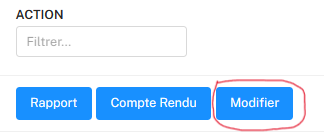 ACTION
Filtrer...
Rapport Compte Rendu Modifier